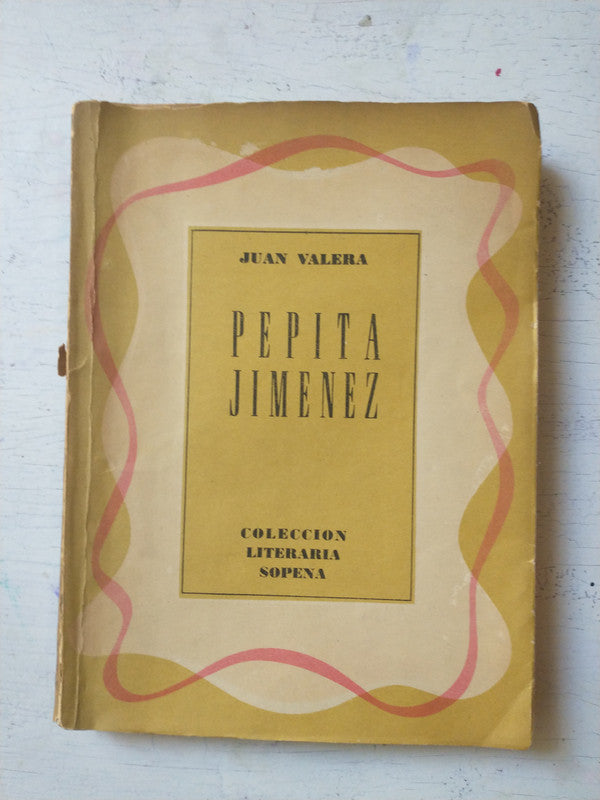 JUAN VALERA
PEPITA
JIMENEZ
COLECCION
LITERARIA
SOPENA